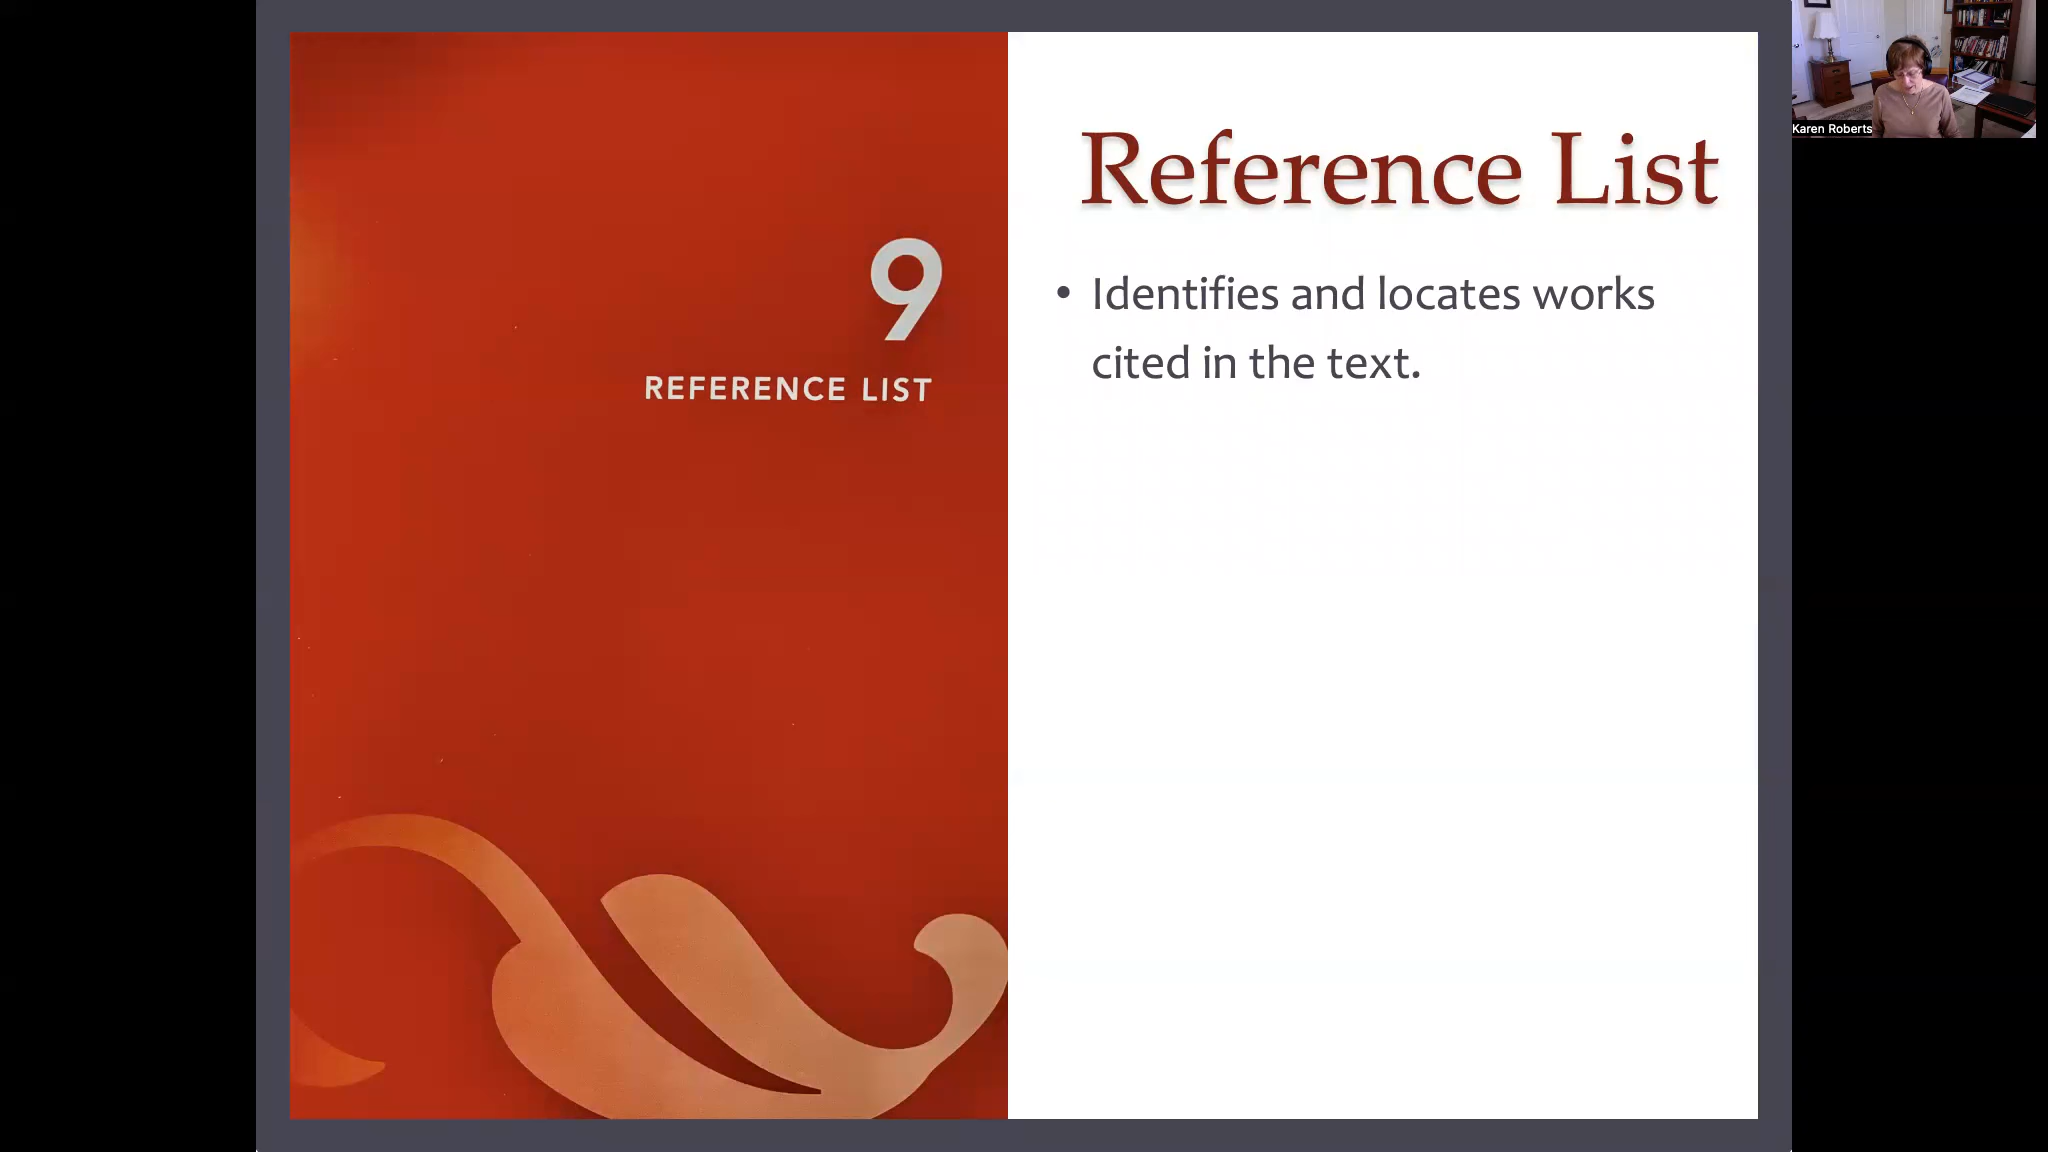 9
REFERENCE LIST
Reference List
• Identifies and locates works
cited in the text.
Karen Roberts